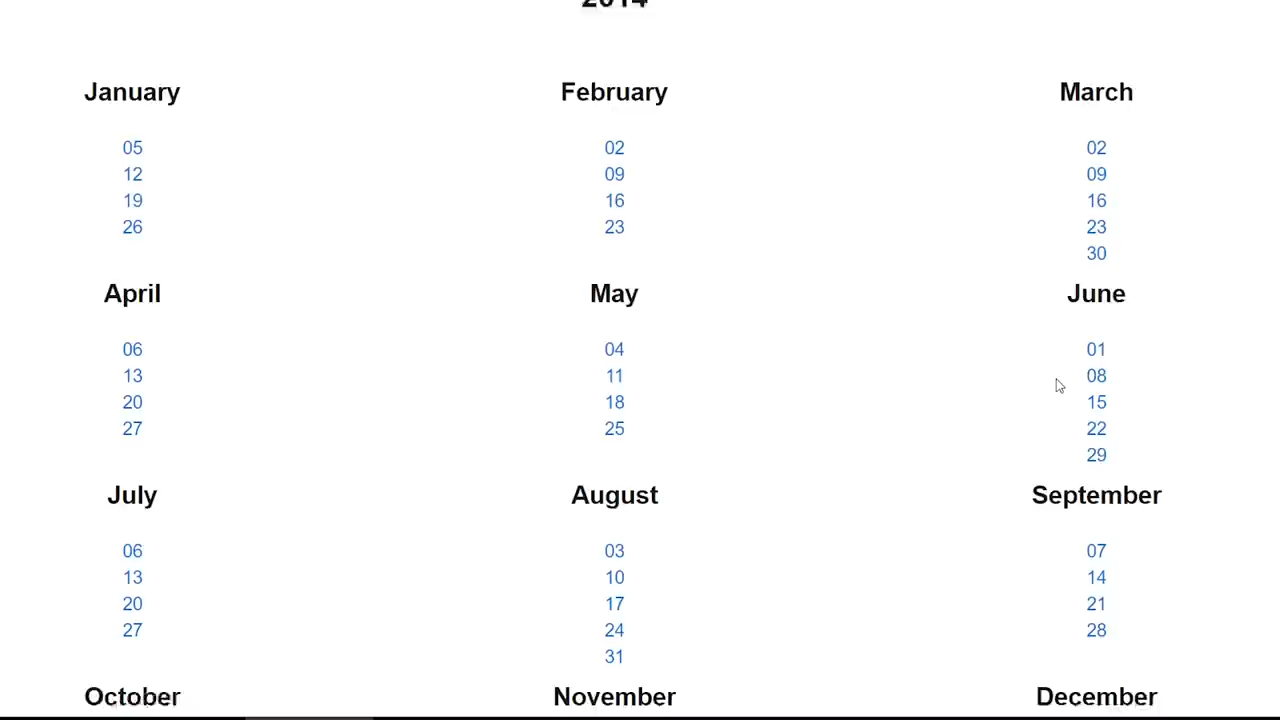 2014
January February March
05 02 02
12 09 09
19 16 16
26 23 23
30
April May June
06 04 01
13 11 08
20 18 15
27 25 22
29
July August September
06 03 07
13 10 14
20 17 21
27 24 28
31
October November December